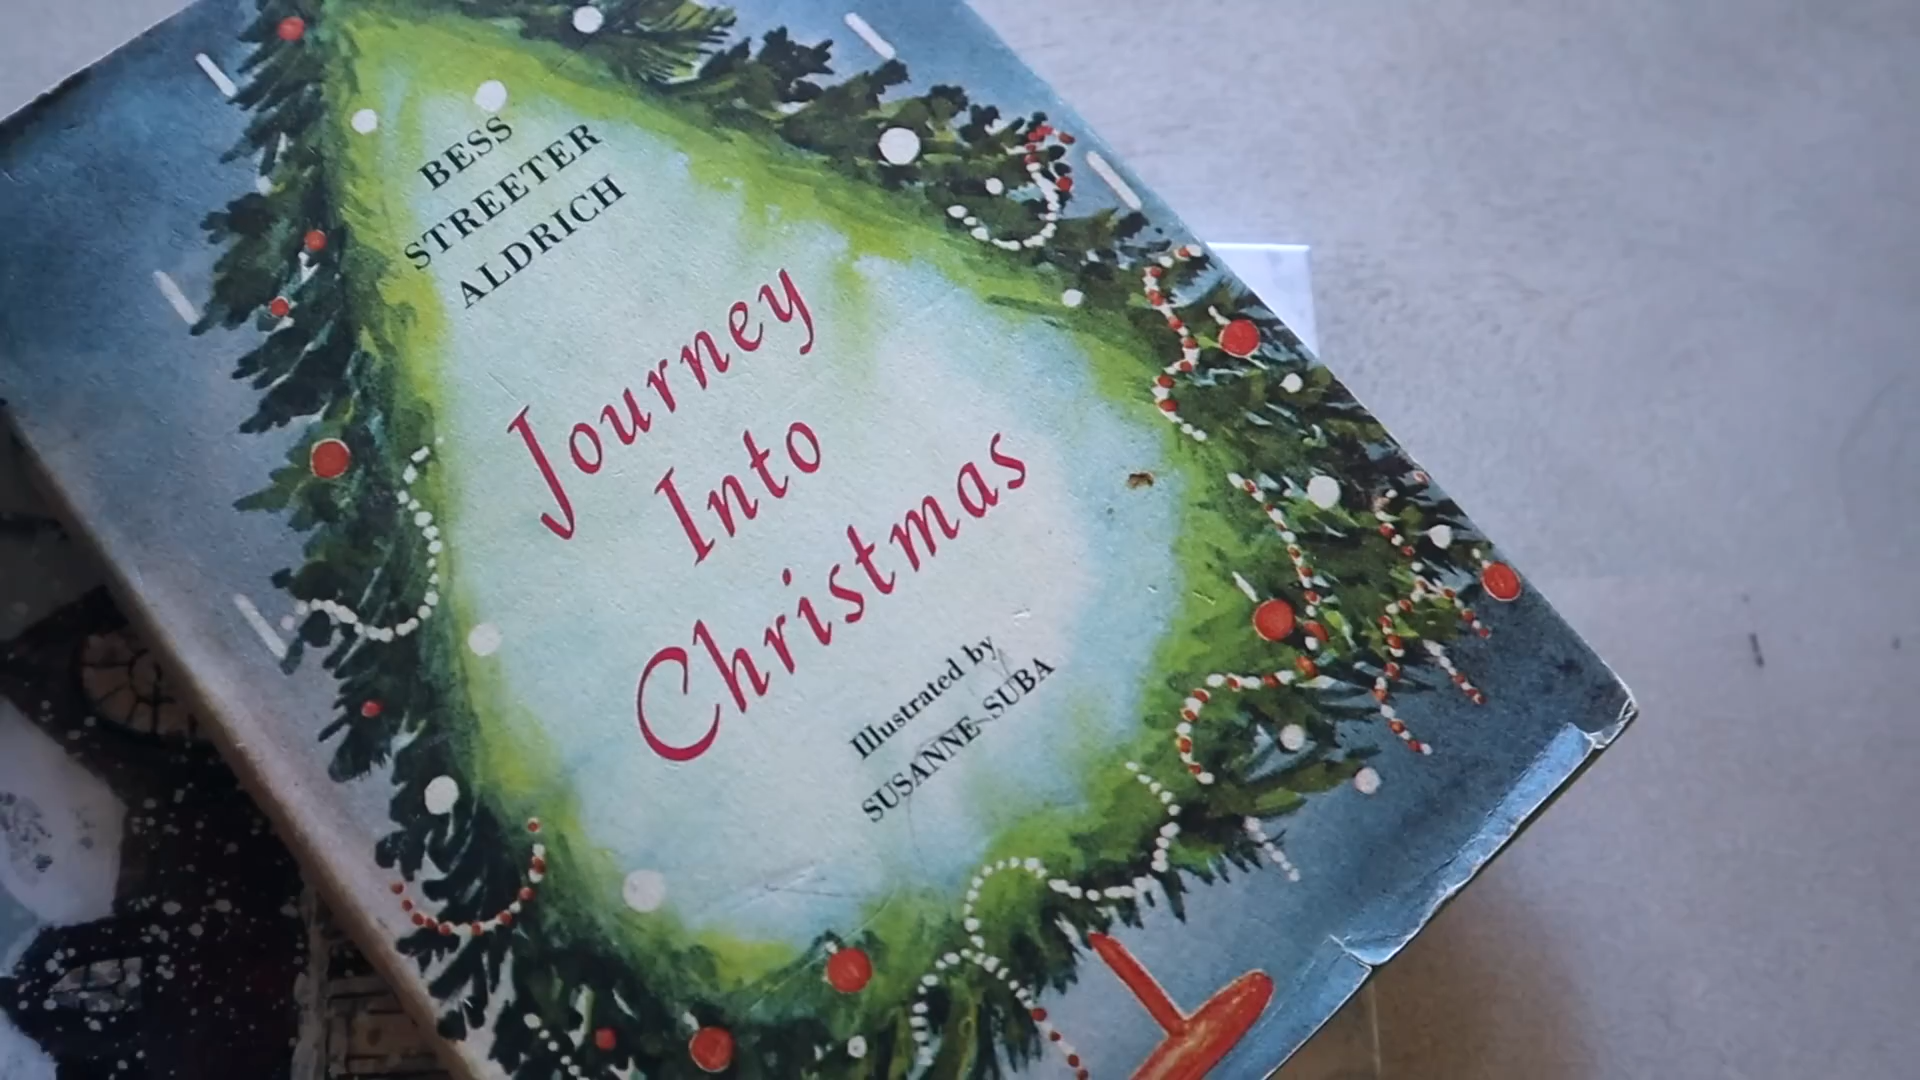 BESS
STREETER
ALDRICH
Journey
Into
Christmas
Illustrated by
SUSANNE SUBA